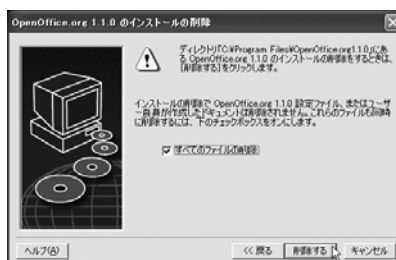 OpenOffice.org 1.1.0 のインストールの削除
ディレクトリ「C:¥Program Files¥OpenOffice.org1.1.0」にあ
る OpenOffice.org 1.1.0 のインストールの削除をするときは、
[削除する]をクリックします。
インストールの削除で OpenOffice.org 1.1.0 設定ファイル、またはユーザ
ー自身が作成したドキュメントは削除されません。これらのファイルも同時
に削除するには、下のチェックボックスをオンにします。
すべてのファイルの削除
ヘルプ(A)
<< 戻る
削除する
キャンセル